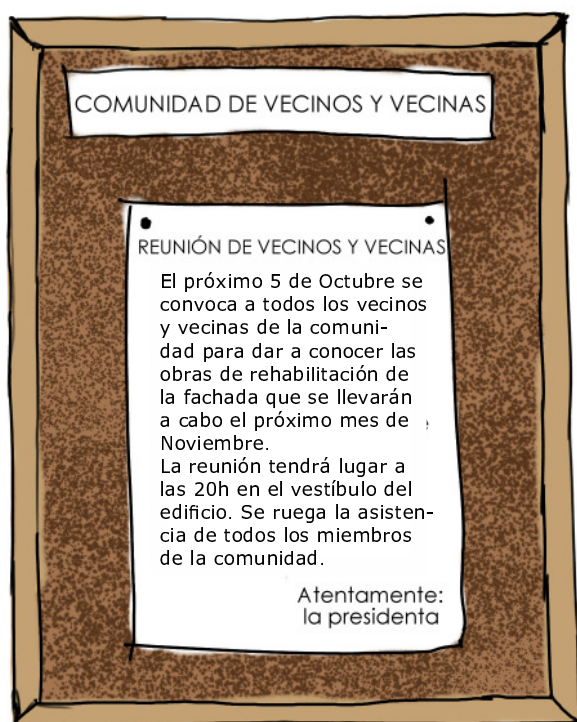 COMUNIDAD DE VECINOS Y VECINAS
REUNIÓN DE VECINOS Y VECINAS
El próximo 5 de Octubre se
convoca a todos los vecinos
y vecinas de la comuni-
dad para dar a conocer las
obras de rehabilitación de
la fachada que se llevarán
a cabo el próximo mes de
Noviembre.
La reunión tendrá lugar a
las 20h en el vestíbulo del
edificio. Se ruega la asisten-
cia de todos los miembros
de la comunidad.
Atentamente:
la presidenta